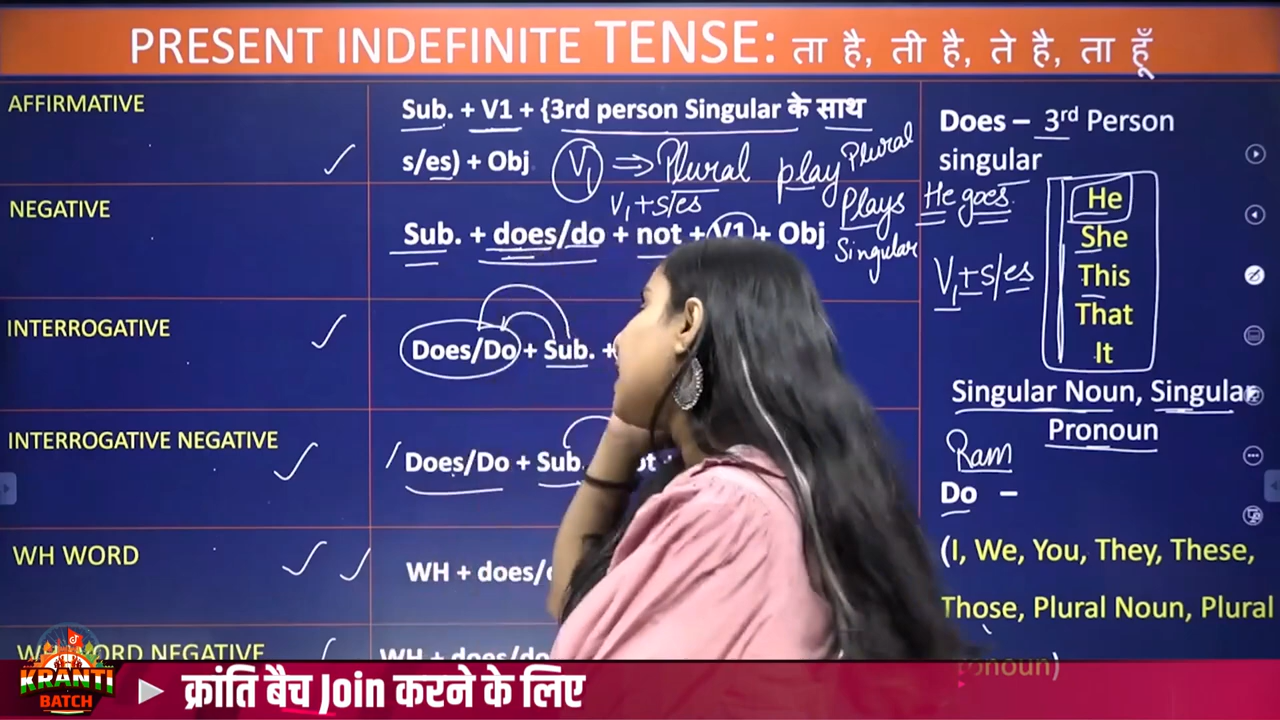 PRESENT INDEFINITE TENSE: ता है, ती है, ते है, ता हूँ
AFFIRMATIVE
Sub. + V1 + {3rd person Singular के साथ
s/es) + Obj
V1 ⇒ Plural
play Plural
V1+s/es
Plays
Singular
NEGATIVE
Sub. + does/do + not + V1 + Obj
INTERROGATIVE
Does/Do + Sub. +
INTERROGATIVE NEGATIVE
Does/Do + Sub.
WH WORD
WH + does/
NEGATIVE
WH + does/do
Does – 3rd Person
singular
He goes.
V1+s/es
He
She
This
That
It
Singular Noun, Singular
Pronoun
Ram
Do –
(I, We, You, They, These,
Those, Plural Noun, Plural
KRANTI
BATCH
क्रांति बैच Join करने के लिए